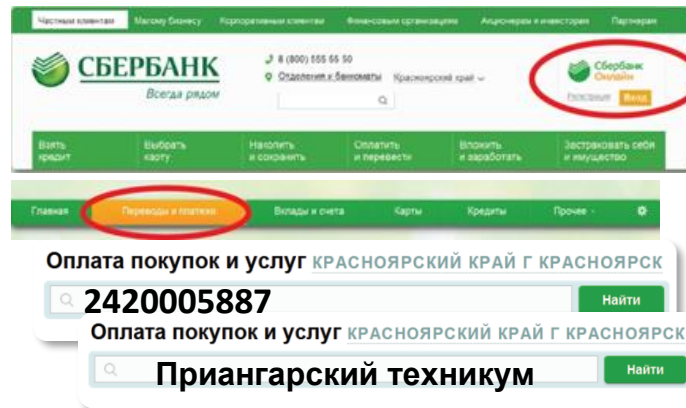 Частным клиентам Малому бизнесу Корпоративным клиентам Финансовым организациям Акционерам и инвесторам Партнерам
СБЕРБАНК
Всегда рядом
8 (800) 555 55 50
Отделения и банкоматы Красноярский край
Сбербанк
Онлайн
Регистрация Вход
Взять
кредит
Выбрать
карту
Накопить
и сохранить
Оплатить
и перевести
Вложить
и заработать
Застраховать себя
и имущество
Главная Переводы и платежи Вклады и счета Карты Кредиты Прочее
Оплата покупок и услуг КРАСНОЯРСКИЙ КРАЙ Г КРАСНОЯРСК
2420005887 Найти
Оплата покупок и услуг КРАСНОЯРСКИЙ КРАЙ Г КРАСНОЯРСК
Приангарский техникум Найти